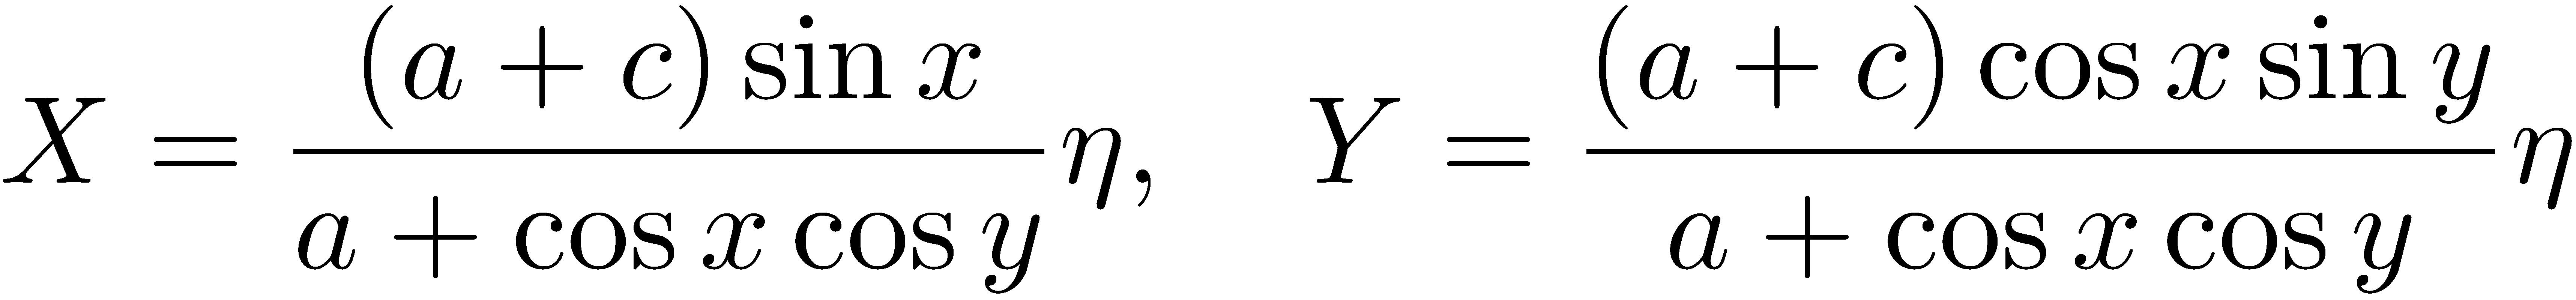 X = \frac{(a + c) \sin x}{a + \cos x \cos y} \eta, \quad Y = \frac{(a + c) \cos x \sin y}{a + \cos x \cos y} \eta